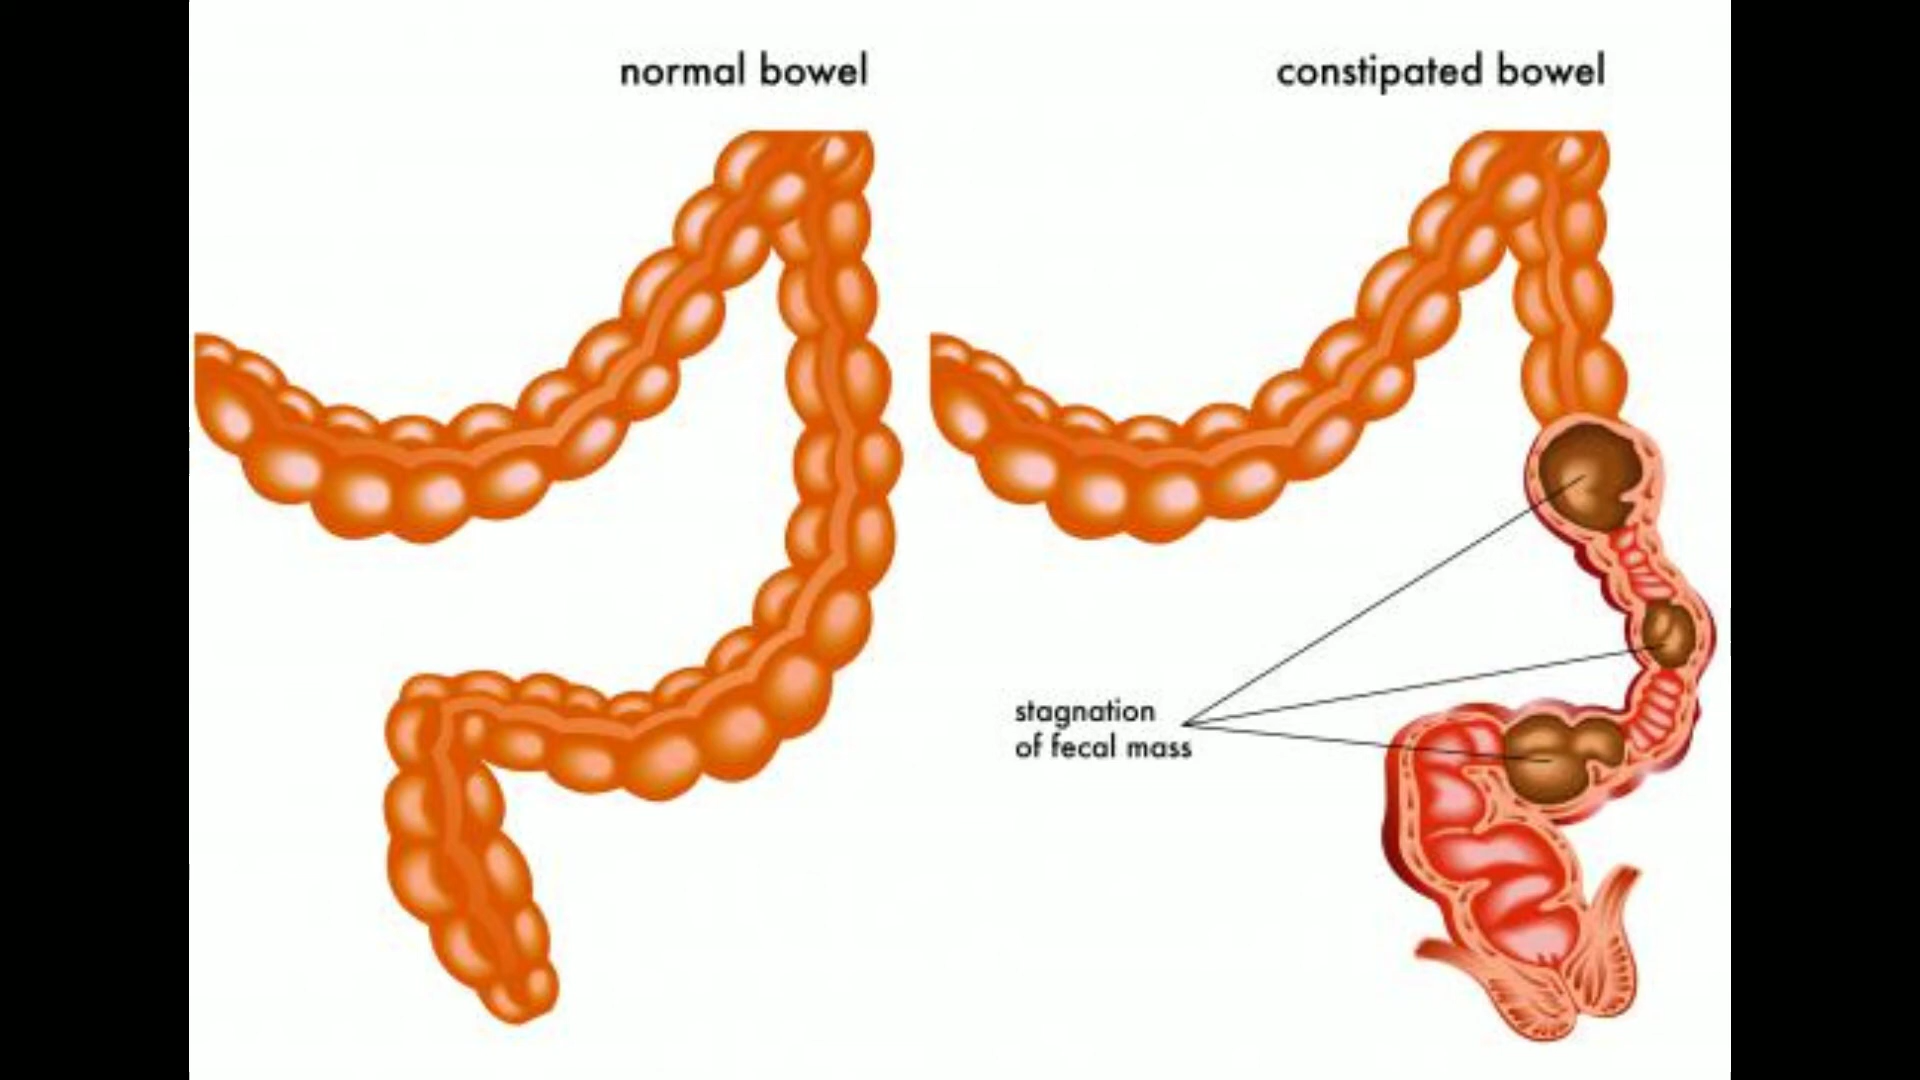 normal bowel
constipated bowel
stagnation
of fecal mass